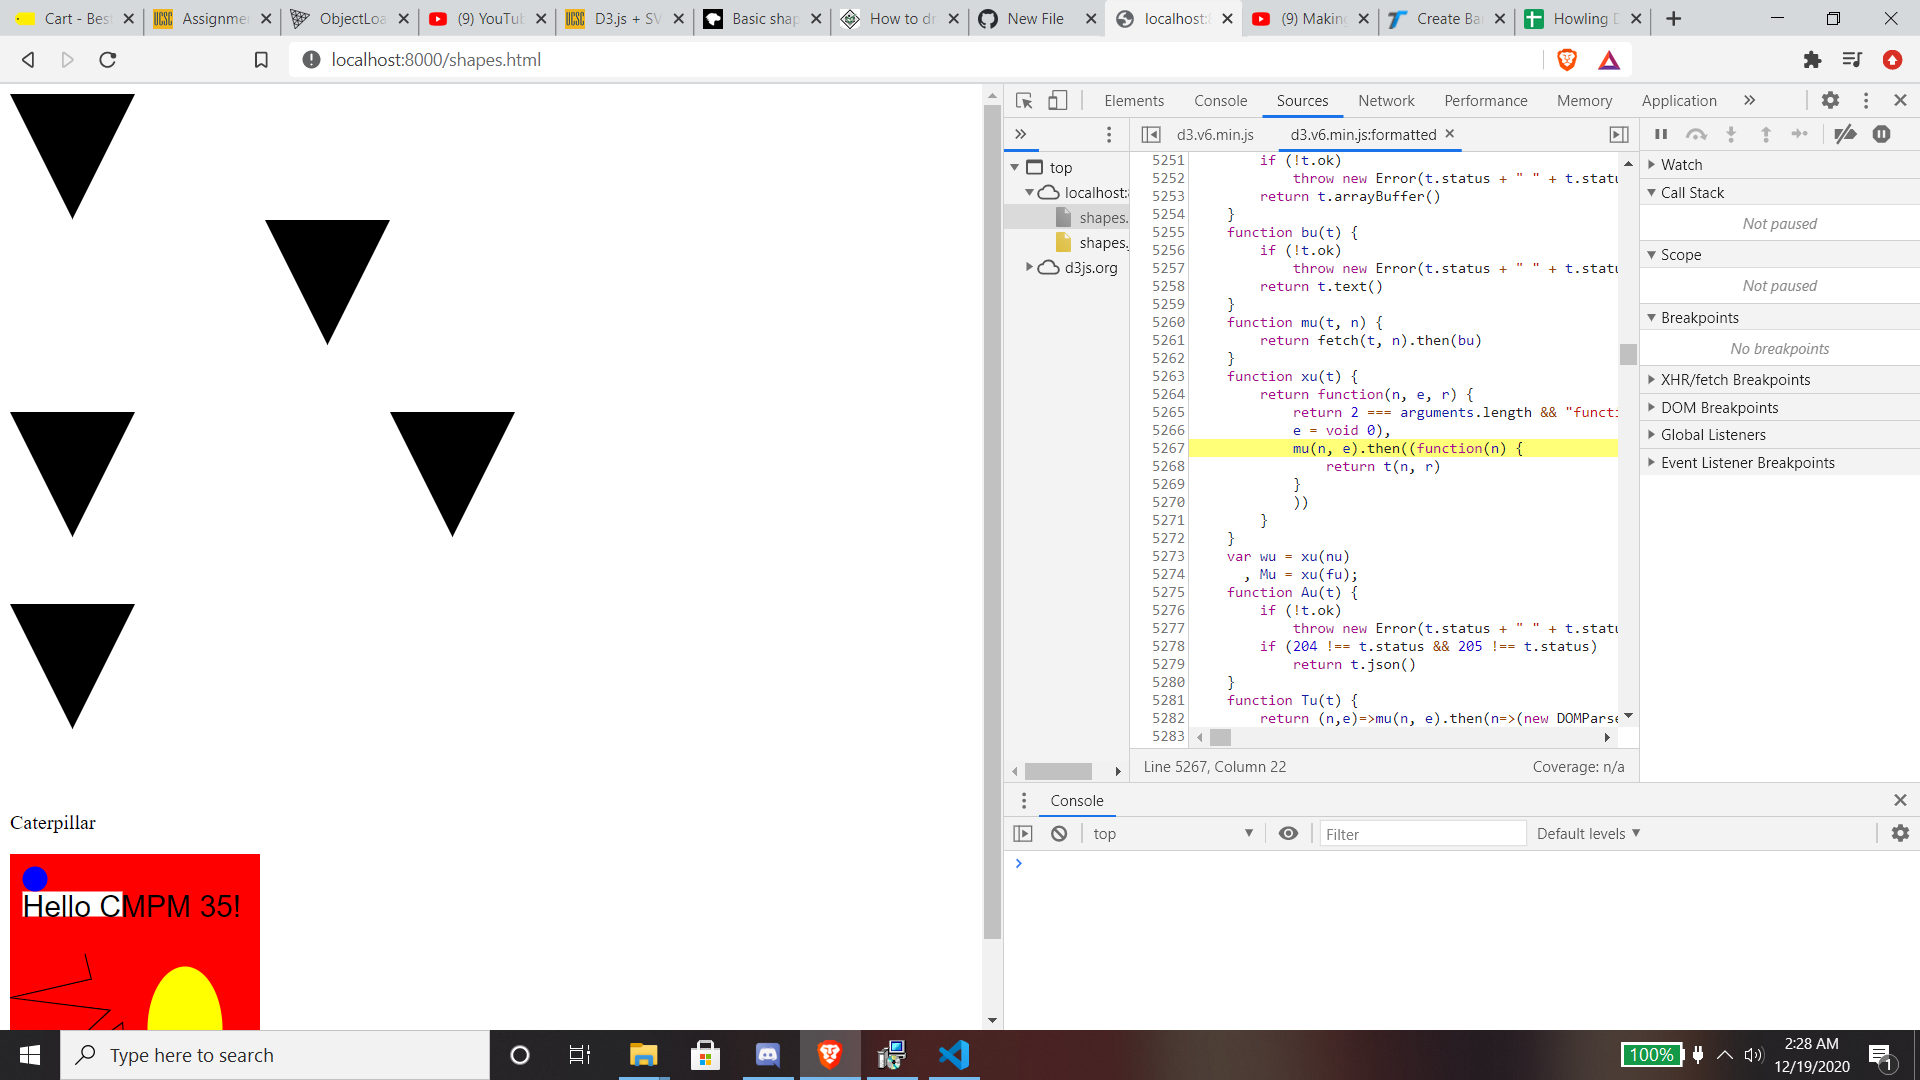 Cart - Bes
Assignme
ObjectLoa
(9) YouTu
D3.js + SV
Basic shap
How to dr
New File
localhost:
(9) Making
Create Ba
Howling D
localhost:8000/shapes.html
Elements Console Sources Network Performance Memory Application
d3.v6.min.js d3.v6.min.js:formatted
top
localhost:
shapes.
shapes.
d3js.org
5251 if (!t.ok)
5252 throw new Error(t.status + " " + t.statu
5253 return t.arrayBuffer()
5254 }
5255 function bu(t) {
5256 if (!t.ok)
5257 throw new Error(t.status + " " + t.statu
5258 return t.text()
5259 }
5260 function mu(t, n) {
5261 return fetch(t, n).then(bu)
5262 }
5263 function xu(t) {
5264 return function(n, e, r) {
5265 return 2 === arguments.length && "functi
5266 e = void 0),
5267 mu(n, e).then((function(n) {
5268 return t(n, r)
5269 }
5270 ))
5271 }
5272 }
5273 var wu = xu(nu)
5274 , Mu = xu(fu);
5275 function Au(t) {
5276 if (!t.ok)
5277 throw new Error(t.status + " " + t.statu
5278 if (204 !== t.status && 205 !== t.status)
5279 return t.json()
5280 }
5281 function Tu(t) {
5282 return (n,e)=>mu(n, e).then(n=>(new DOMParse
5283
Line 5267, Column 22 Coverage: n/a
Watch
Call Stack
Not paused
Scope
Not paused
Breakpoints
No breakpoints
XHR/fetch Breakpoints
DOM Breakpoints
Global Listeners
Event Listener Breakpoints
Console
top Filter Default levels
Caterpillar
Hello CMPM 35!
Type here to search
100%
2:28 AM
12/19/2020
1